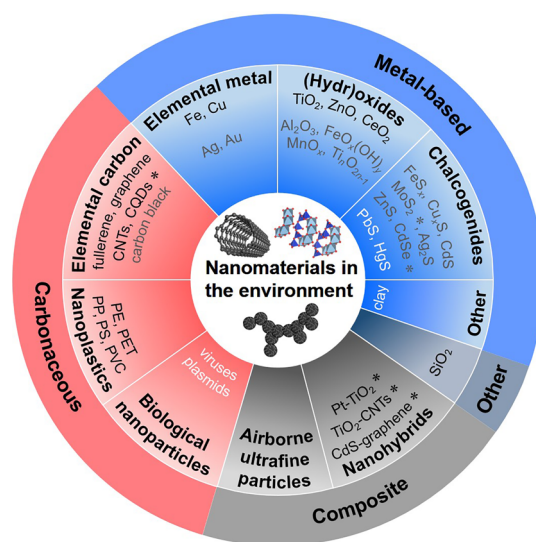 Metal-based
Elemental metal
Fe, Cu
Ag, Au
(Hydr)oxides
TiO₂, ZnO, CeO₂
Al₂O₃, FeOₓ(OH)ᵧ
MnOₓ, TiₙO₂ₙ₋₁
Chalcogenides
FeSₓ, CuₓS, CdS
MoS₂ *, Ag₂S
ZnS, CdSe *
PbS, HgS
Other
clay
Other
SiO₂
Composite
Nanohybrids
Pt-TiO₂ *
TiO₂-CNTs *
CdS-graphene *
Airborne
ultrafine
particles
Carbonaceous
Biological
nanoparticles
viruses
plasmids
Nanoplastics
PE, PET
PP, PS, PVC
Elemental carbon
fullerene, graphene
CNTs, CQDs *
carbon black
Nanomaterials in
the environment